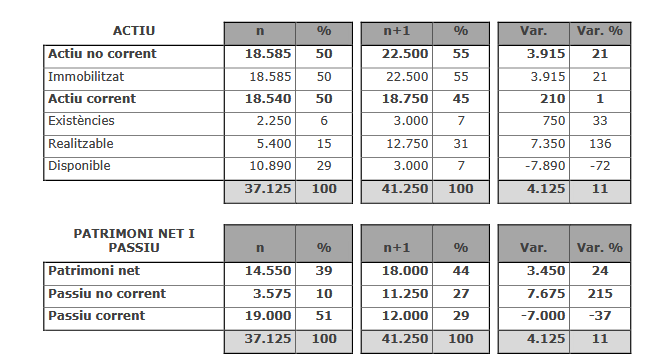 ACTIU n % n+1 % Var. Var. %
Actiu no corrent 18.585 50 22.500 55 3.915 21
Immobilitzat 18.585 50 22.500 55 3.915 21
Actiu corrent 18.540 50 18.750 45 210 1
Existències 2.250 6 3.000 7 750 33
Realitzable 5.400 15 12.750 31 7.350 136
Disponible 10.890 29 3.000 7 -7.890 -72
37.125 100 41.250 100 4.125 11
PATRIMONI NET I
PASSIU n % n+1 % Var. Var. %
Patrimoni net 14.550 39 18.000 44 3.450 24
Passiu no corrent 3.575 10 11.250 27 7.675 215
Passiu corrent 19.000 51 12.000 29 -7.000 -37
37.125 100 41.250 100 4.125 11